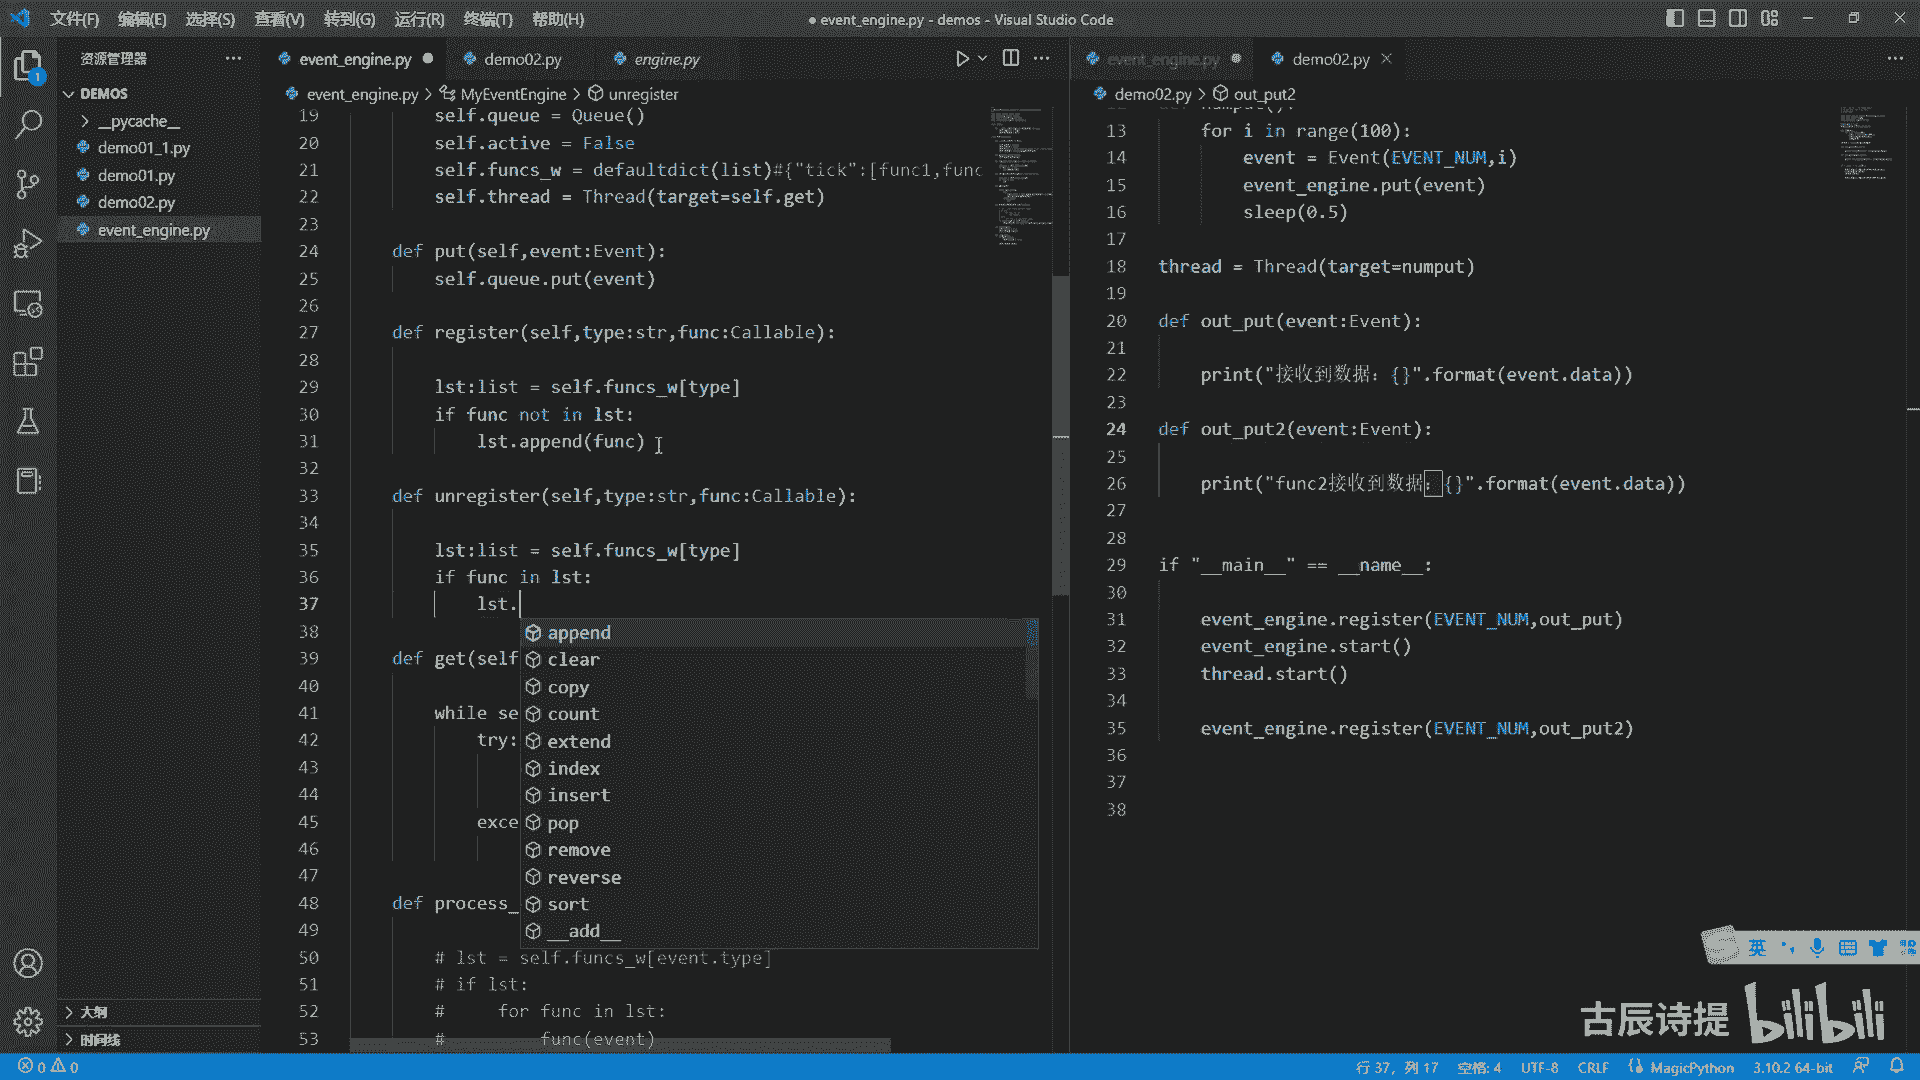 文件(F) 编辑(E) 选择(S) 查看(V) 转到(G) 运行(R) 终端(T) 帮助(H)
● event_engine.py - demos - Visual Studio Code
资源管理器
1
DEMOS
__pycache__
demo01_1.py
demo01.py
demo02.py
event_engine.py
大纲
时间线
event_engine.py demo02.py engine.py
event_engine.py > MyEventEngine > unregister
19 self.queue = Queue()
20 self.active = False
21 self.funcs_w = defaultdict(list)#{"tick":[func1,func
22 self.thread = Thread(target=self.get)
23
24 def put(self,event:Event):
25 self.queue.put(event)
26
27 def register(self,type:str,func:Callable):
28
29 lst:list = self.funcs_w[type]
30 if func not in lst:
31 lst.append(func)
32
33 def unregister(self,type:str,func:Callable):
34
35 lst:list = self.funcs_w[type]
36 if func in lst:
37 lst.
38
39 def get(self
40
41 while se
42 try:
43
44
45 exce
46
47
48 def process_
49
50 # lst = self.funcs_w[event.type]
51 # if lst:
52 # for func in lst:
53 # func(event)
append
clear
copy
count
extend
index
insert
pop
remove
reverse
sort
__add__
event_engine.py demo02.py
demo02.py > out_put2
13 for i in range(100):
14 event = Event(EVENT_NUM,i)
15 event_engine.put(event)
16 sleep(0.5)
17
18 thread = Thread(target=numput)
19
20 def out_put(event:Event):
21
22 print("接收到数据：{}".format(event.data))
23
24 def out_put2(event:Event):
25
26 print("func2接收到数据：{}".format(event.data))
27
28
29 if "__main__" == __name__:
30
31 event_engine.register(EVENT_NUM,out_put)
32 event_engine.start()
33 thread.start()
34
35 event_engine.register(EVENT_NUM,out_put2)
36
37
38
英
古辰诗提 bilibili
0 0
行 37，列 17 空格: 4 UTF-8 CRLF MagicPython 3.10.2 64-bit